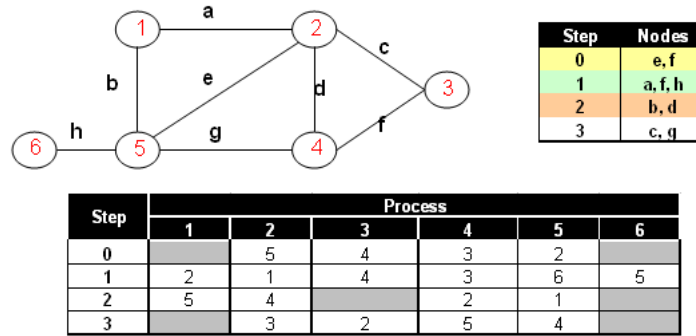 a
1
2
Step Nodes
0 e, f
1 a, f, h
2 b, d
3 c, g
c
b
e
d
3
h
g
f
6
5
4
Step Process
1 2 3 4 5 6
0 5 4 3 2
1 2 1 4 3 6 5
2 5 4 2 1
3 3 2 5 4